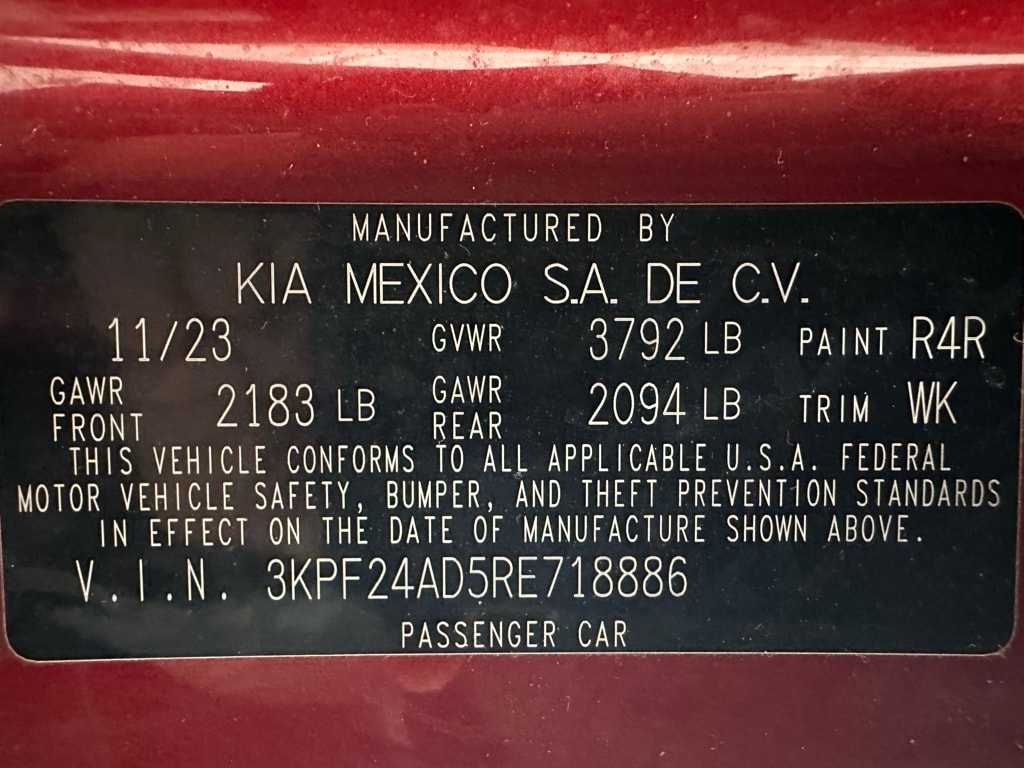 MANUFACTURED BY
KIA MEXICO S.A. DE C.V.
11/23 GVWR 3792 LB PAINT R4R
GAWR FRONT 2183 LB GAWR REAR 2094 LB TRIM WK
THIS VEHICLE CONFORMS TO ALL APPLICABLE U.S.A. FEDERAL
MOTOR VEHICLE SAFETY, BUMPER, AND THEFT PREVENTION STANDARDS
IN EFFECT ON THE DATE OF MANUFACTURE SHOWN ABOVE.
V.I.N. 3KPF24AD5RE718886
PASSENGER CAR